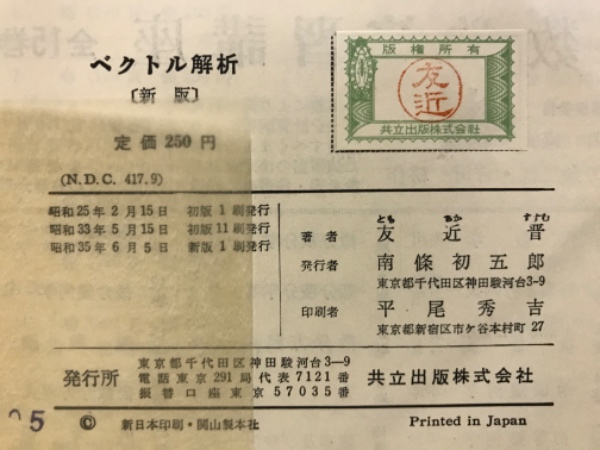 ベクトル解析
〔新版〕
版権所有
友近
共立出版株式会社
定価 250 円
(N.D.C. 417.9)
昭和25年2月15日 初版1刷発行
昭和33年5月15日 初版11刷発行
昭和35年6月5日 新版1刷発行
とも ちか すすむ
著者 友近晋
発行者 南條初五郎
東京都千代田区神田駿河台3-9
印刷者 平尾秀吉
東京都新宿区市ケ谷本村町 27
発行所
東京都千代田区神田駿河台3-9
電話東京 291 局代表 7121 番
振替口座東京 57035 番
共立出版株式会社
5
© 新日本印刷・関山製本社
Printed in Japan